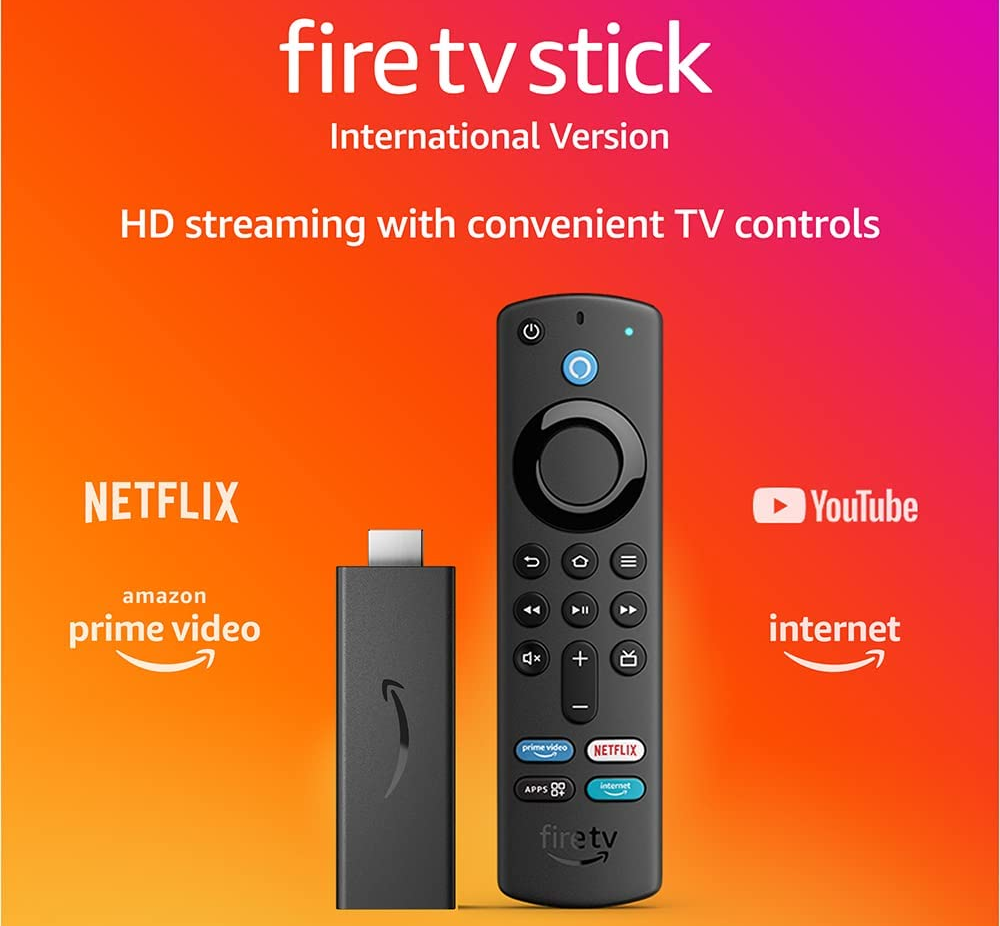 fire tv stick
International Version
HD streaming with convenient TV controls
NETFLIX
YouTube
amazon
prime video
internet
prime video
NETFLIX
APPS
internet
fire tv